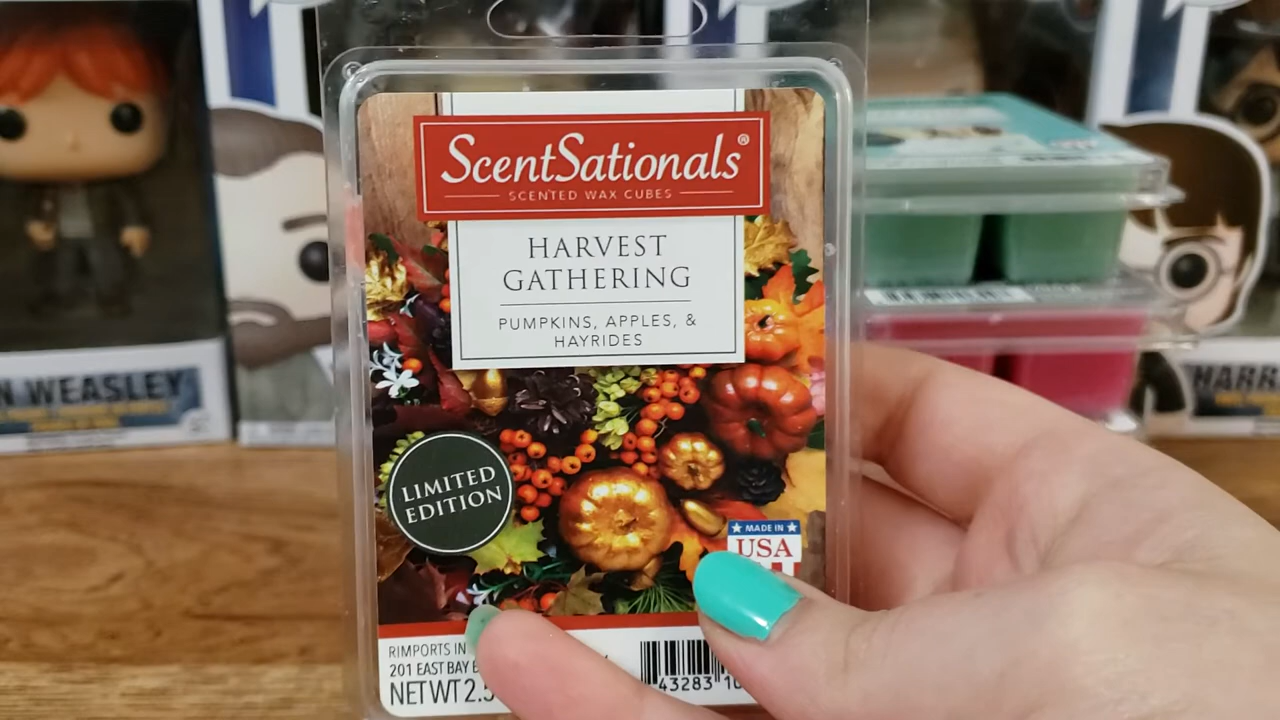 ScentSationals®
SCENTED WAX CUBES
HARVEST
GATHERING
PUMPKINS, APPLES, &
HAYRIDES
LIMITED
EDITION
MADE IN
USA
RIMPORTS IN
201 EAST BAY
NET WT 2.5
43283 10
N WEASLEY
HARR